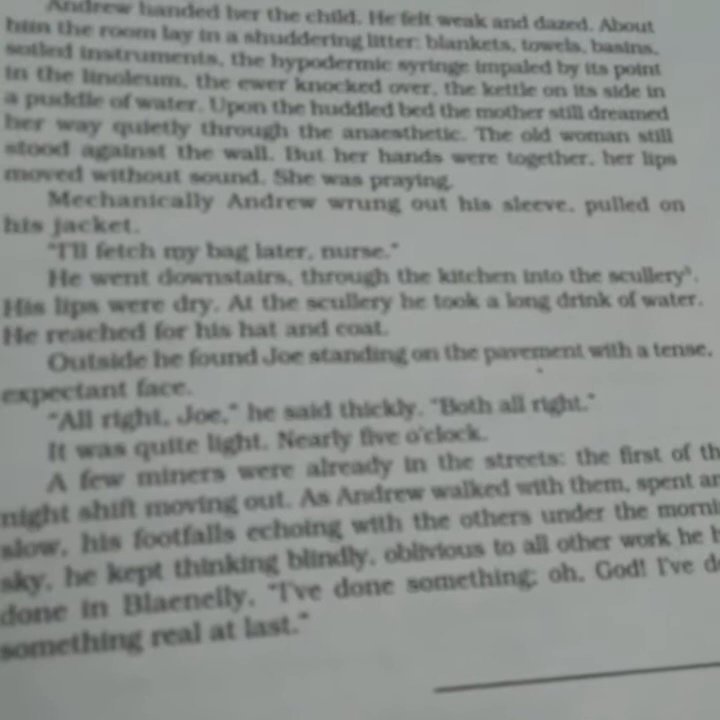 Andrew handed her the child. He felt weak and dazed. About
him the room lay in a shuddering litter: blankets, towels, basins,
soiled instruments, the hypodermic syringe impaled by its point
in the linoleum, the ewer knocked over, the kettle on its side in
a puddle of water. Upon the huddled bed the mother still dreamed
her way quietly through the anaesthetic. The old woman still
stood against the wall. But her hands were together, her lips
moved without sound. She was praying.
Mechanically Andrew wrung out his sleeve, pulled on
his jacket.
"I'll fetch my bag later, nurse."
He went downstairs, through the kitchen into the scullery¹.
His lips were dry. At the scullery he took a long drink of water.
He reached for his hat and coat.
Outside he found Joe standing on the pavement with a tense,
expectant face.
"All right, Joe," he said thickly. "Both all right."
It was quite light. Nearly five o'clock.
A few miners were already in the streets: the first of th
night shift moving out. As Andrew walked with them, spent an
slow, his footfalls echoing with the others under the morni
sky, he kept thinking blindly, oblivious to all other work he h
done in Blaenelly, "I've done something; oh, God! I've d
something real at last."